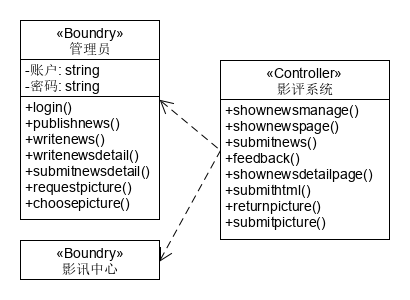 «Boundry»
管理员
-账户: string
-密码: string
+login()
+publishnews()
+writenews()
+writenewsdetail()
+submitnewsdetail()
+requestpicture()
+choosepicture()
«Controller»
影评系统
+shownewsmanage()
+shownewspage()
+submitnews()
+feedback()
+shownewsdetailpage()
+submithtml()
+returnpicture()
+submitpicture()
«Boundry»
影讯中心